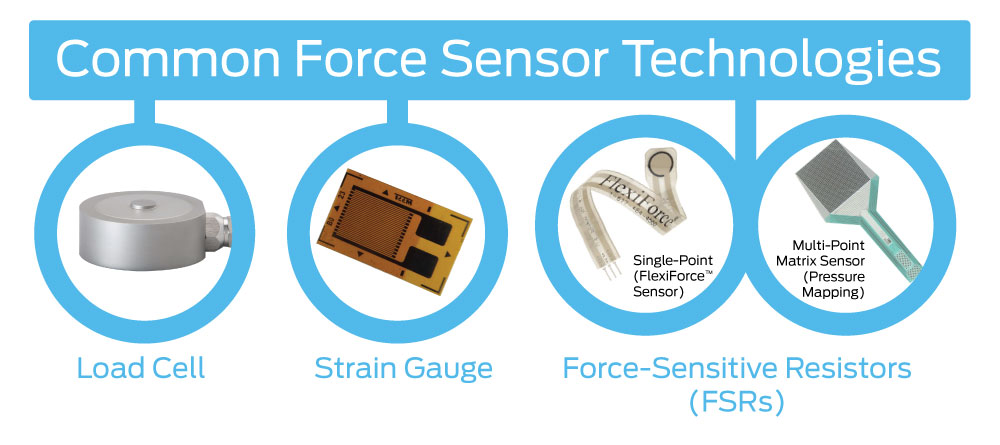 Common Force Sensor Technologies
FlexiForce
Single-Point
(FlexiForce™
Sensor)
Multi-Point
Matrix Sensor
(Pressure
Mapping)
Load Cell
Strain Gauge
Force-Sensitive Resistors
(FSRs)